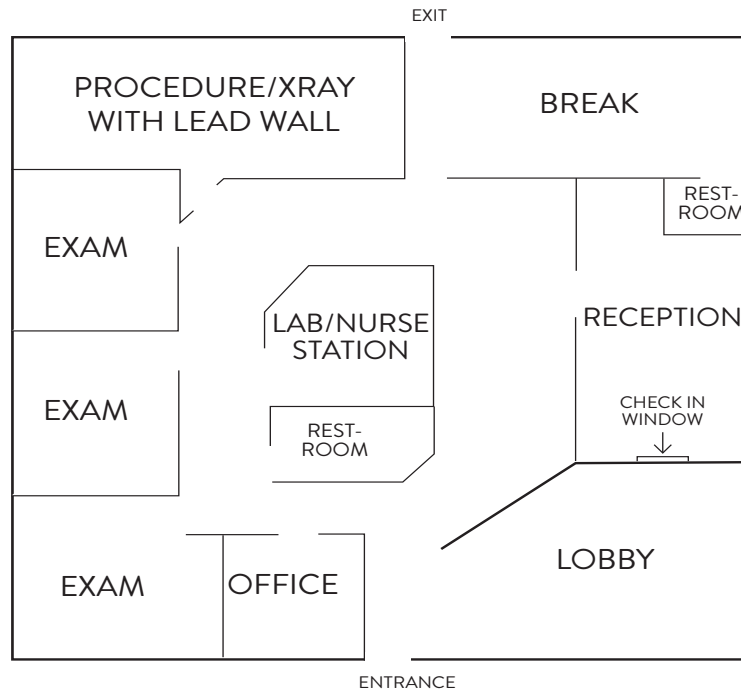 EXIT
PROCEDURE/XRAY
WITH LEAD WALL
BREAK
REST-
ROOM
EXAM
LAB/NURSE
STATION
RECEPTION
EXAM
REST-
ROOM
CHECK IN
WINDOW
EXAM
OFFICE
LOBBY
ENTRANCE